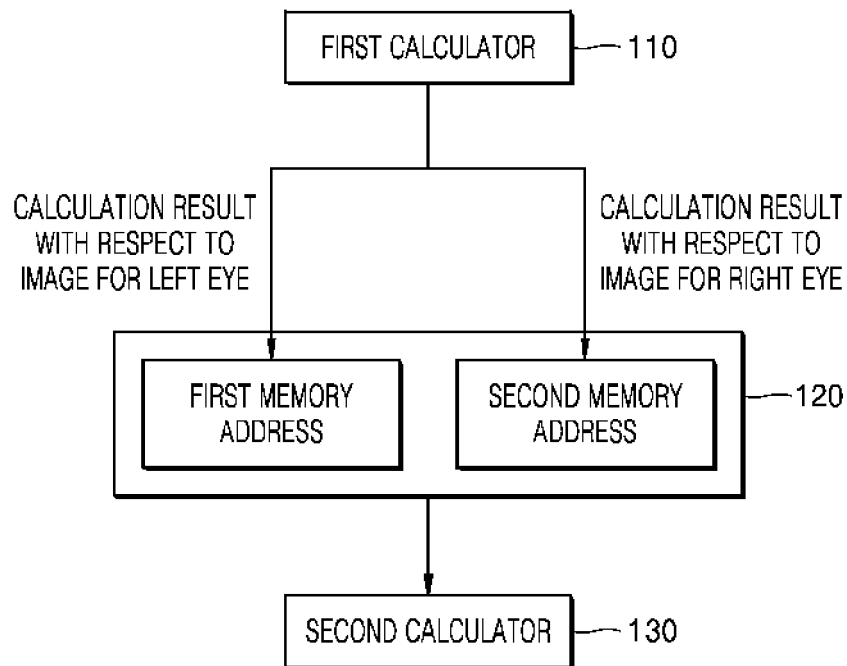 FIRST CALCULATOR
110
CALCULATION RESULT
WITH RESPECT TO
IMAGE FOR LEFT EYE
CALCULATION RESULT
WITH RESPECT TO
IMAGE FOR RIGHT EYE
FIRST MEMORY
ADDRESS
SECOND MEMORY
ADDRESS
120
SECOND CALCULATOR
130